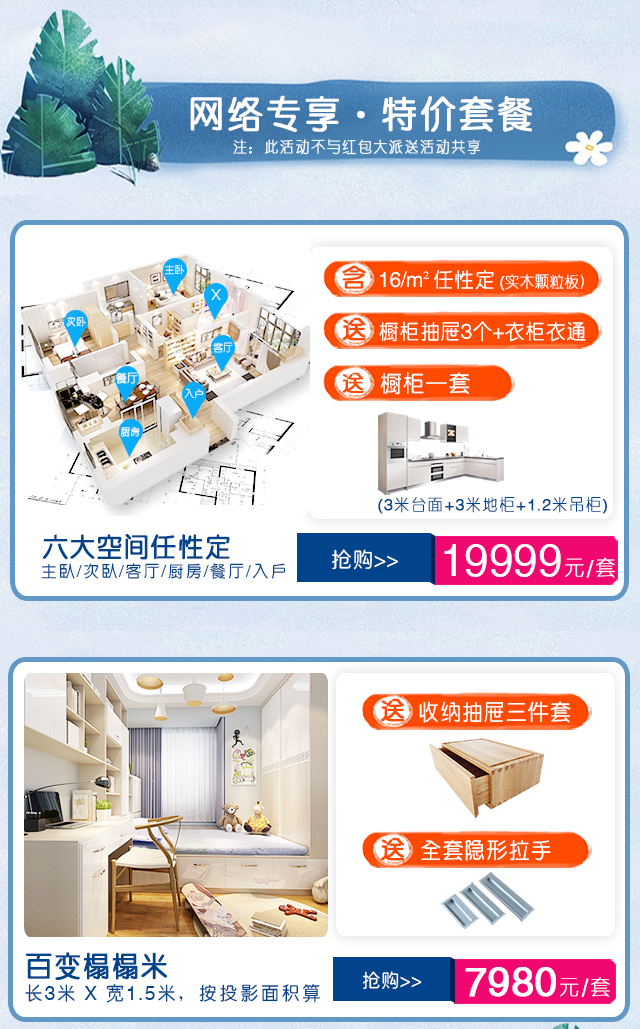 网络专享·特价套餐
注：此活动不与红包大派送活动共享
主卧
X
次卧
客厅
餐厅
入户
厨房
含 16/m² 任性定 (实木颗粒板)
送 橱柜抽屉3个+衣柜衣通
送 橱柜一套
(3米台面+3米地柜+1.2米吊柜)
六大空间任性定
主卧/次卧/客厅/厨房/餐厅/入户
抢购>>
19999元/套
送 收纳抽屉三件套
送 全套隐形拉手
百变榻榻米
长3米 X 宽1.5米，按投影面积算
抢购>>
7980元/套